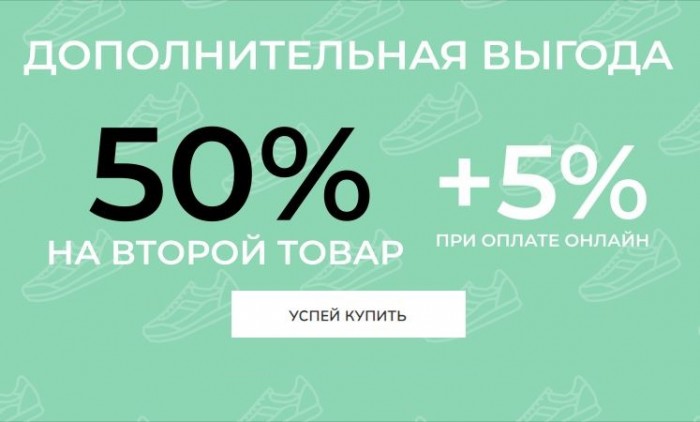 ДОПОЛНИТЕЛЬНАЯ ВЫГОДА
50%
НА ВТОРОЙ ТОВАР
+5%
ПРИ ОПЛАТЕ ОНЛАЙН
УСПЕЙ КУПИТЬ